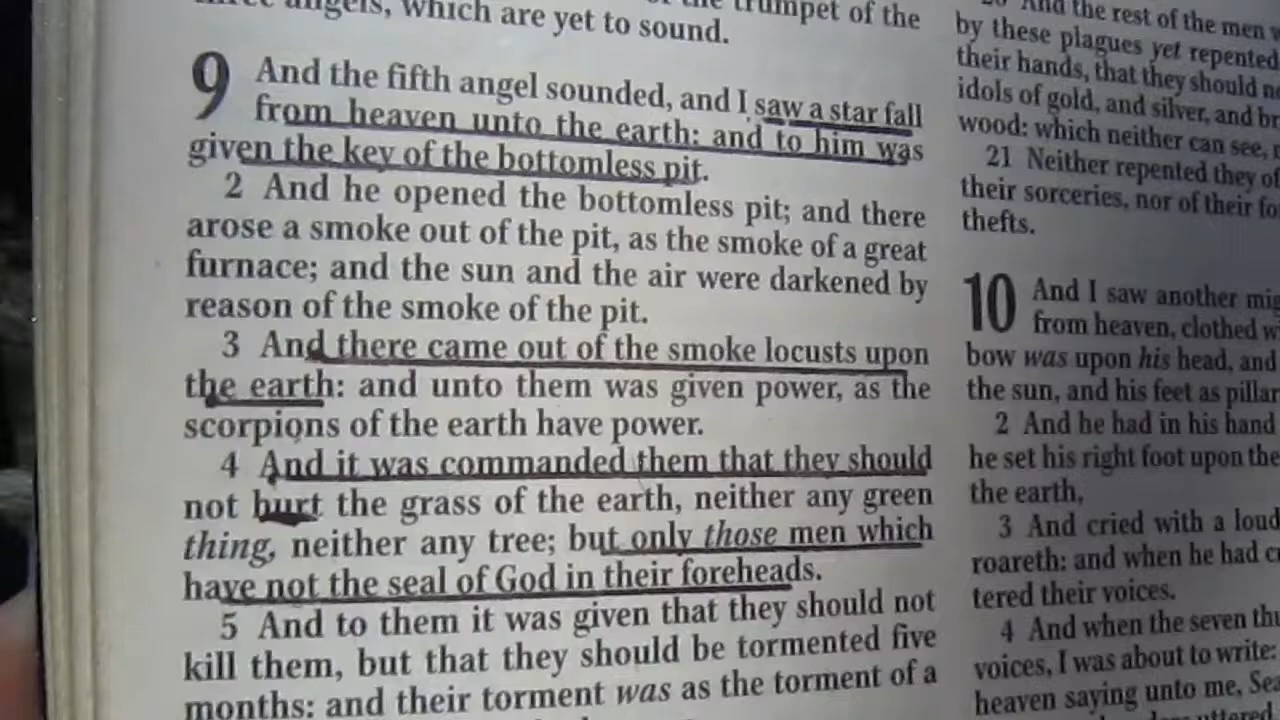 three angels, which are yet to sound.
9 And the fifth angel sounded, and I saw a star fall
from heaven unto the earth: and to him was
given the key of the bottomless pit.
2 And he opened the bottomless pit; and there
arose a smoke out of the pit, as the smoke of a great
furnace; and the sun and the air were darkened by
reason of the smoke of the pit.
3 And there came out of the smoke locusts upon
the earth: and unto them was given power, as the
scorpions of the earth have power.
4 And it was commanded them that they should
not hurt the grass of the earth, neither any green
thing, neither any tree; but only those men which
have not the seal of God in their foreheads.
5 And to them it was given that they should not
kill them, but that they should be tormented five
months: and their torment was as the torment of a
20 And the rest of the men
by these plagues yet repented
their hands, that they should
idols of gold, and silver, and
wood: which neither can see,
21 Neither repented they of
their sorceries, nor of their
thefts.
10 And I saw another
from heaven, clothed
bow was upon his head, and
the sun, and his feet as
2 And he had in his hand
he set his right foot upon the
the earth,
3 And cried with a loud
roareth: and when he had
tered their voices.
4 And when the seven
voices, I was about to write:
heaven saying unto me,